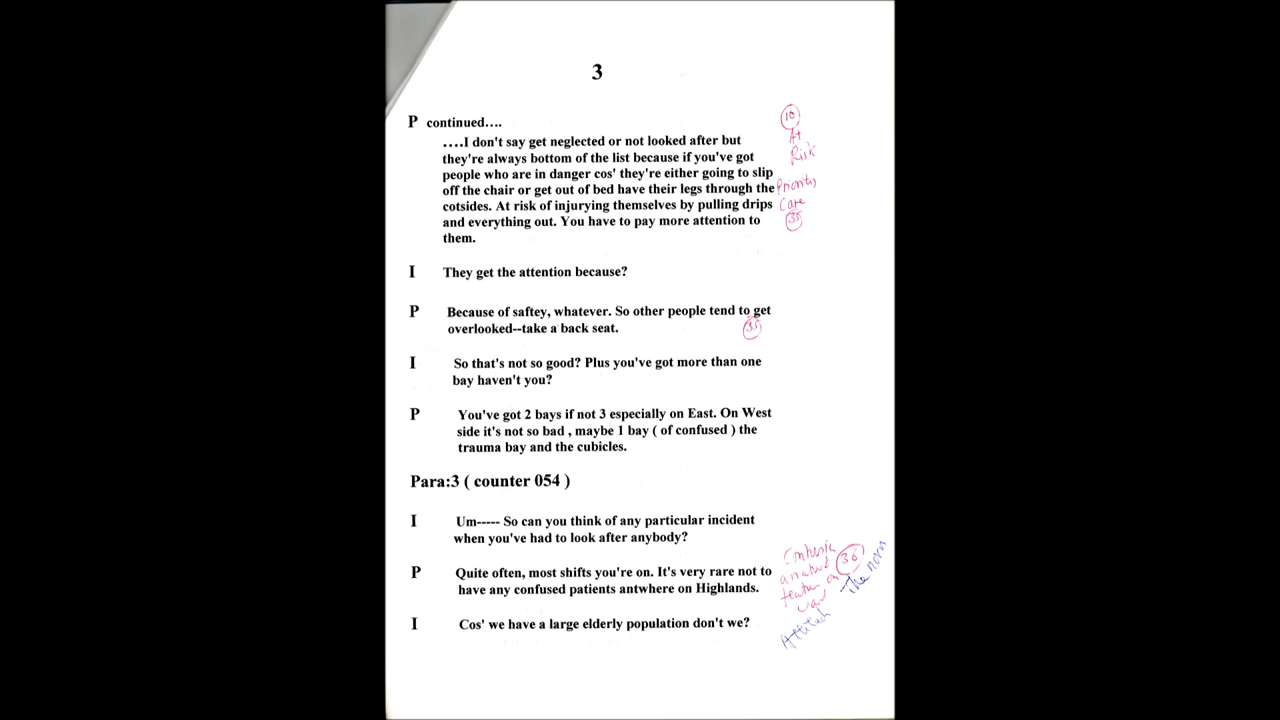 3
P continued....
....I don't say get neglected or not looked after but
they're always bottom of the list because if you've got
people who are in danger cos' they're either going to slip
off the chair or get out of bed have their legs through the
cotsides. At risk of injurying themselves by pulling drips
and everything out. You have to pay more attention to
them.
10
At
Risk
Priority
Care
35
I They get the attention because?
P Because of saftey, whatever. So other people tend to get
overlooked--take a back seat.
35
I So that's not so good? Plus you've got more than one
bay haven't you?
P You've got 2 bays if not 3 especially on East. On West
side it's not so bad , maybe 1 bay ( of confused ) the
trauma bay and the cubicles.
Para:3 ( counter 054 )
I Um----- So can you think of any particular incident
when you've had to look after anybody?
P Quite often, most shifts you're on. It's very rare not to
have any confused patients antwhere on Highlands.
36
The norm
I Cos' we have a large elderly population don't we?